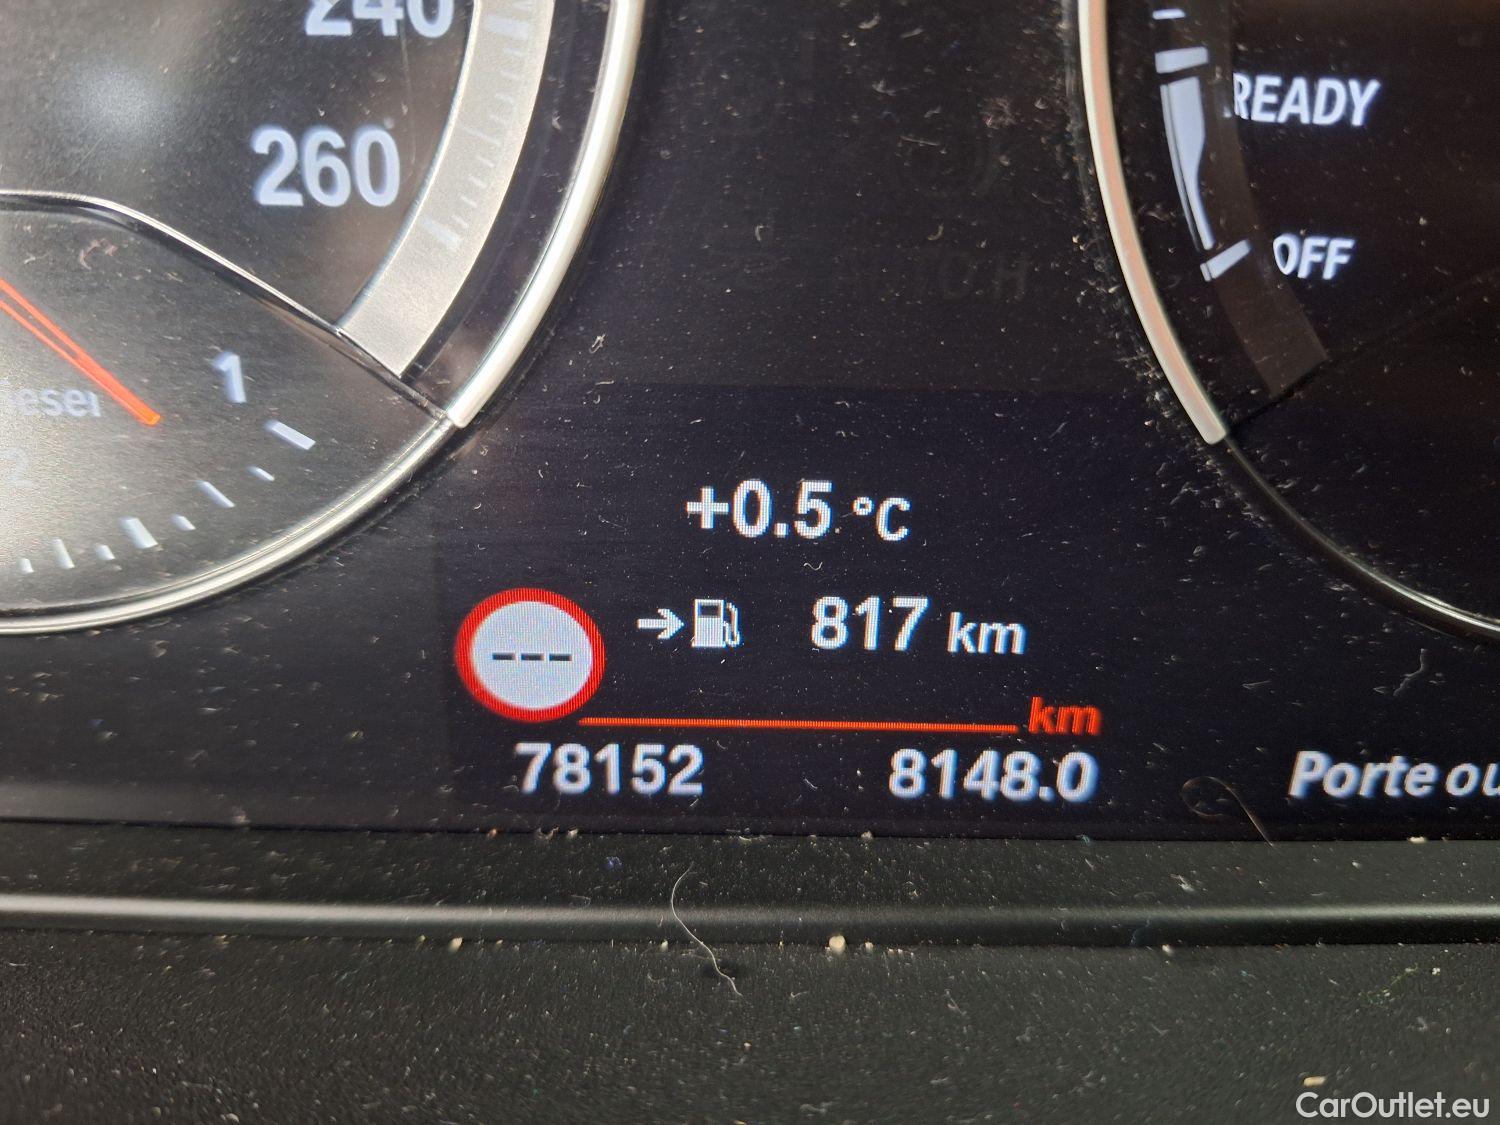 240
260
READY
OFF
1
+0.5 °C
817 km
---
km
78152
8148.0
Porte ou
CarOutlet.eu